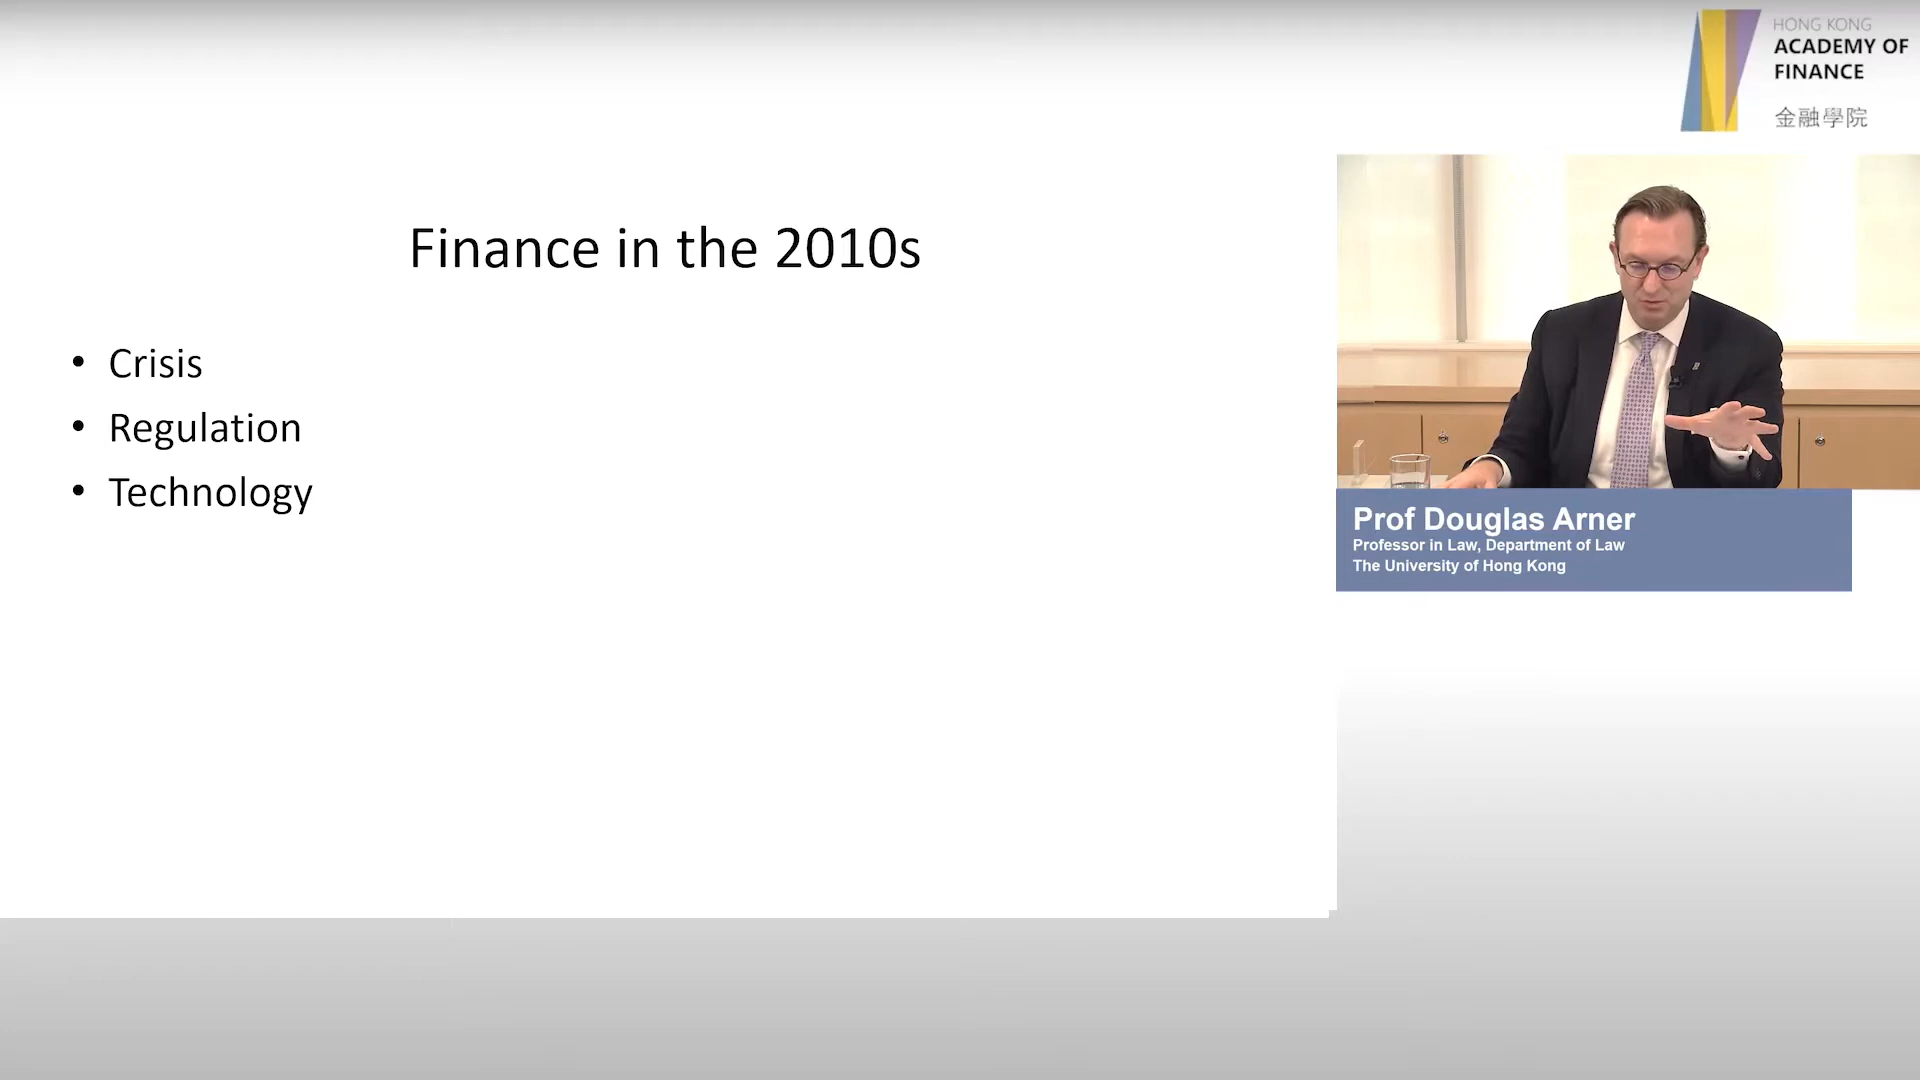 HONG KONG
ACADEMY OF
FINANCE
金融學院
Finance in the 2010s
• Crisis
• Regulation
• Technology
Prof Douglas Arner
Professor in Law, Department of Law
The University of Hong Kong